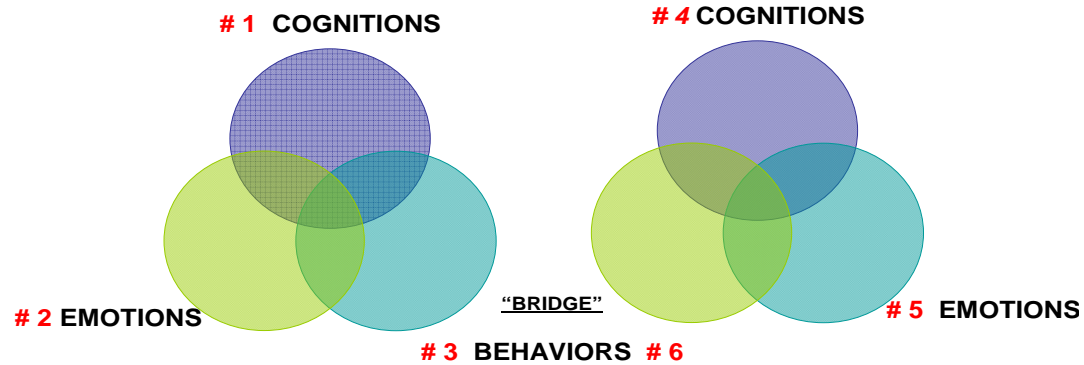 # 1 COGNITIONS
# 4 COGNITIONS
# 2 EMOTIONS
"BRIDGE"
# 5 EMOTIONS
# 3 BEHAVIORS # 6